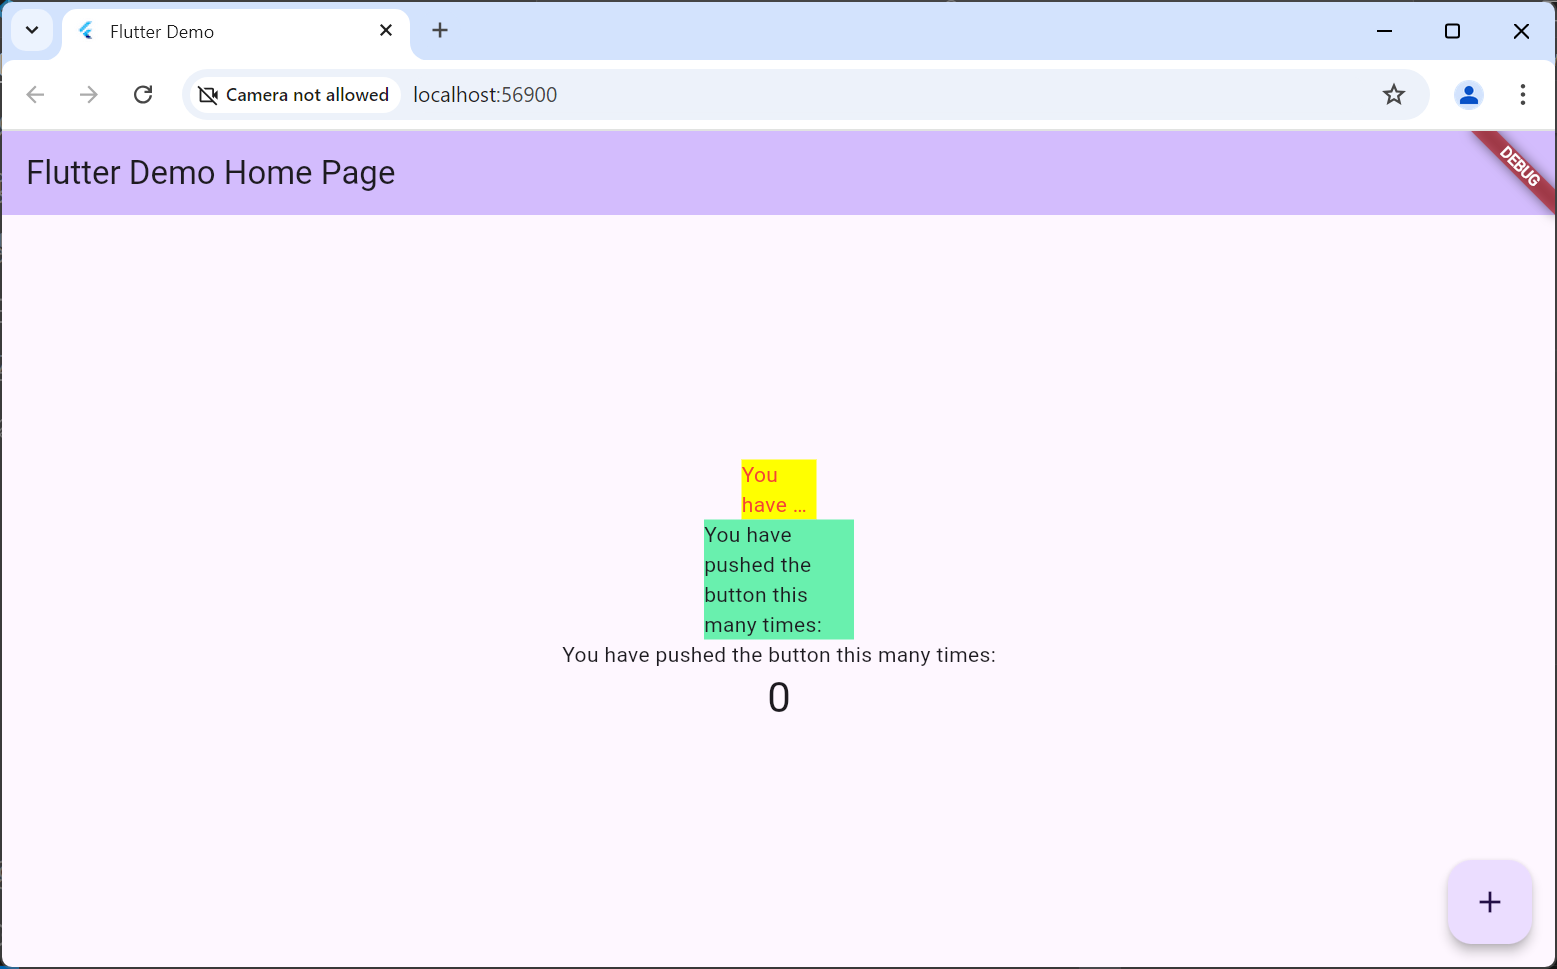 Flutter Demo
Camera not allowed localhost:56900
Flutter Demo Home Page
DEBUG
You
have ...
You have
pushed the
button this
many times:
You have pushed the button this many times:
0